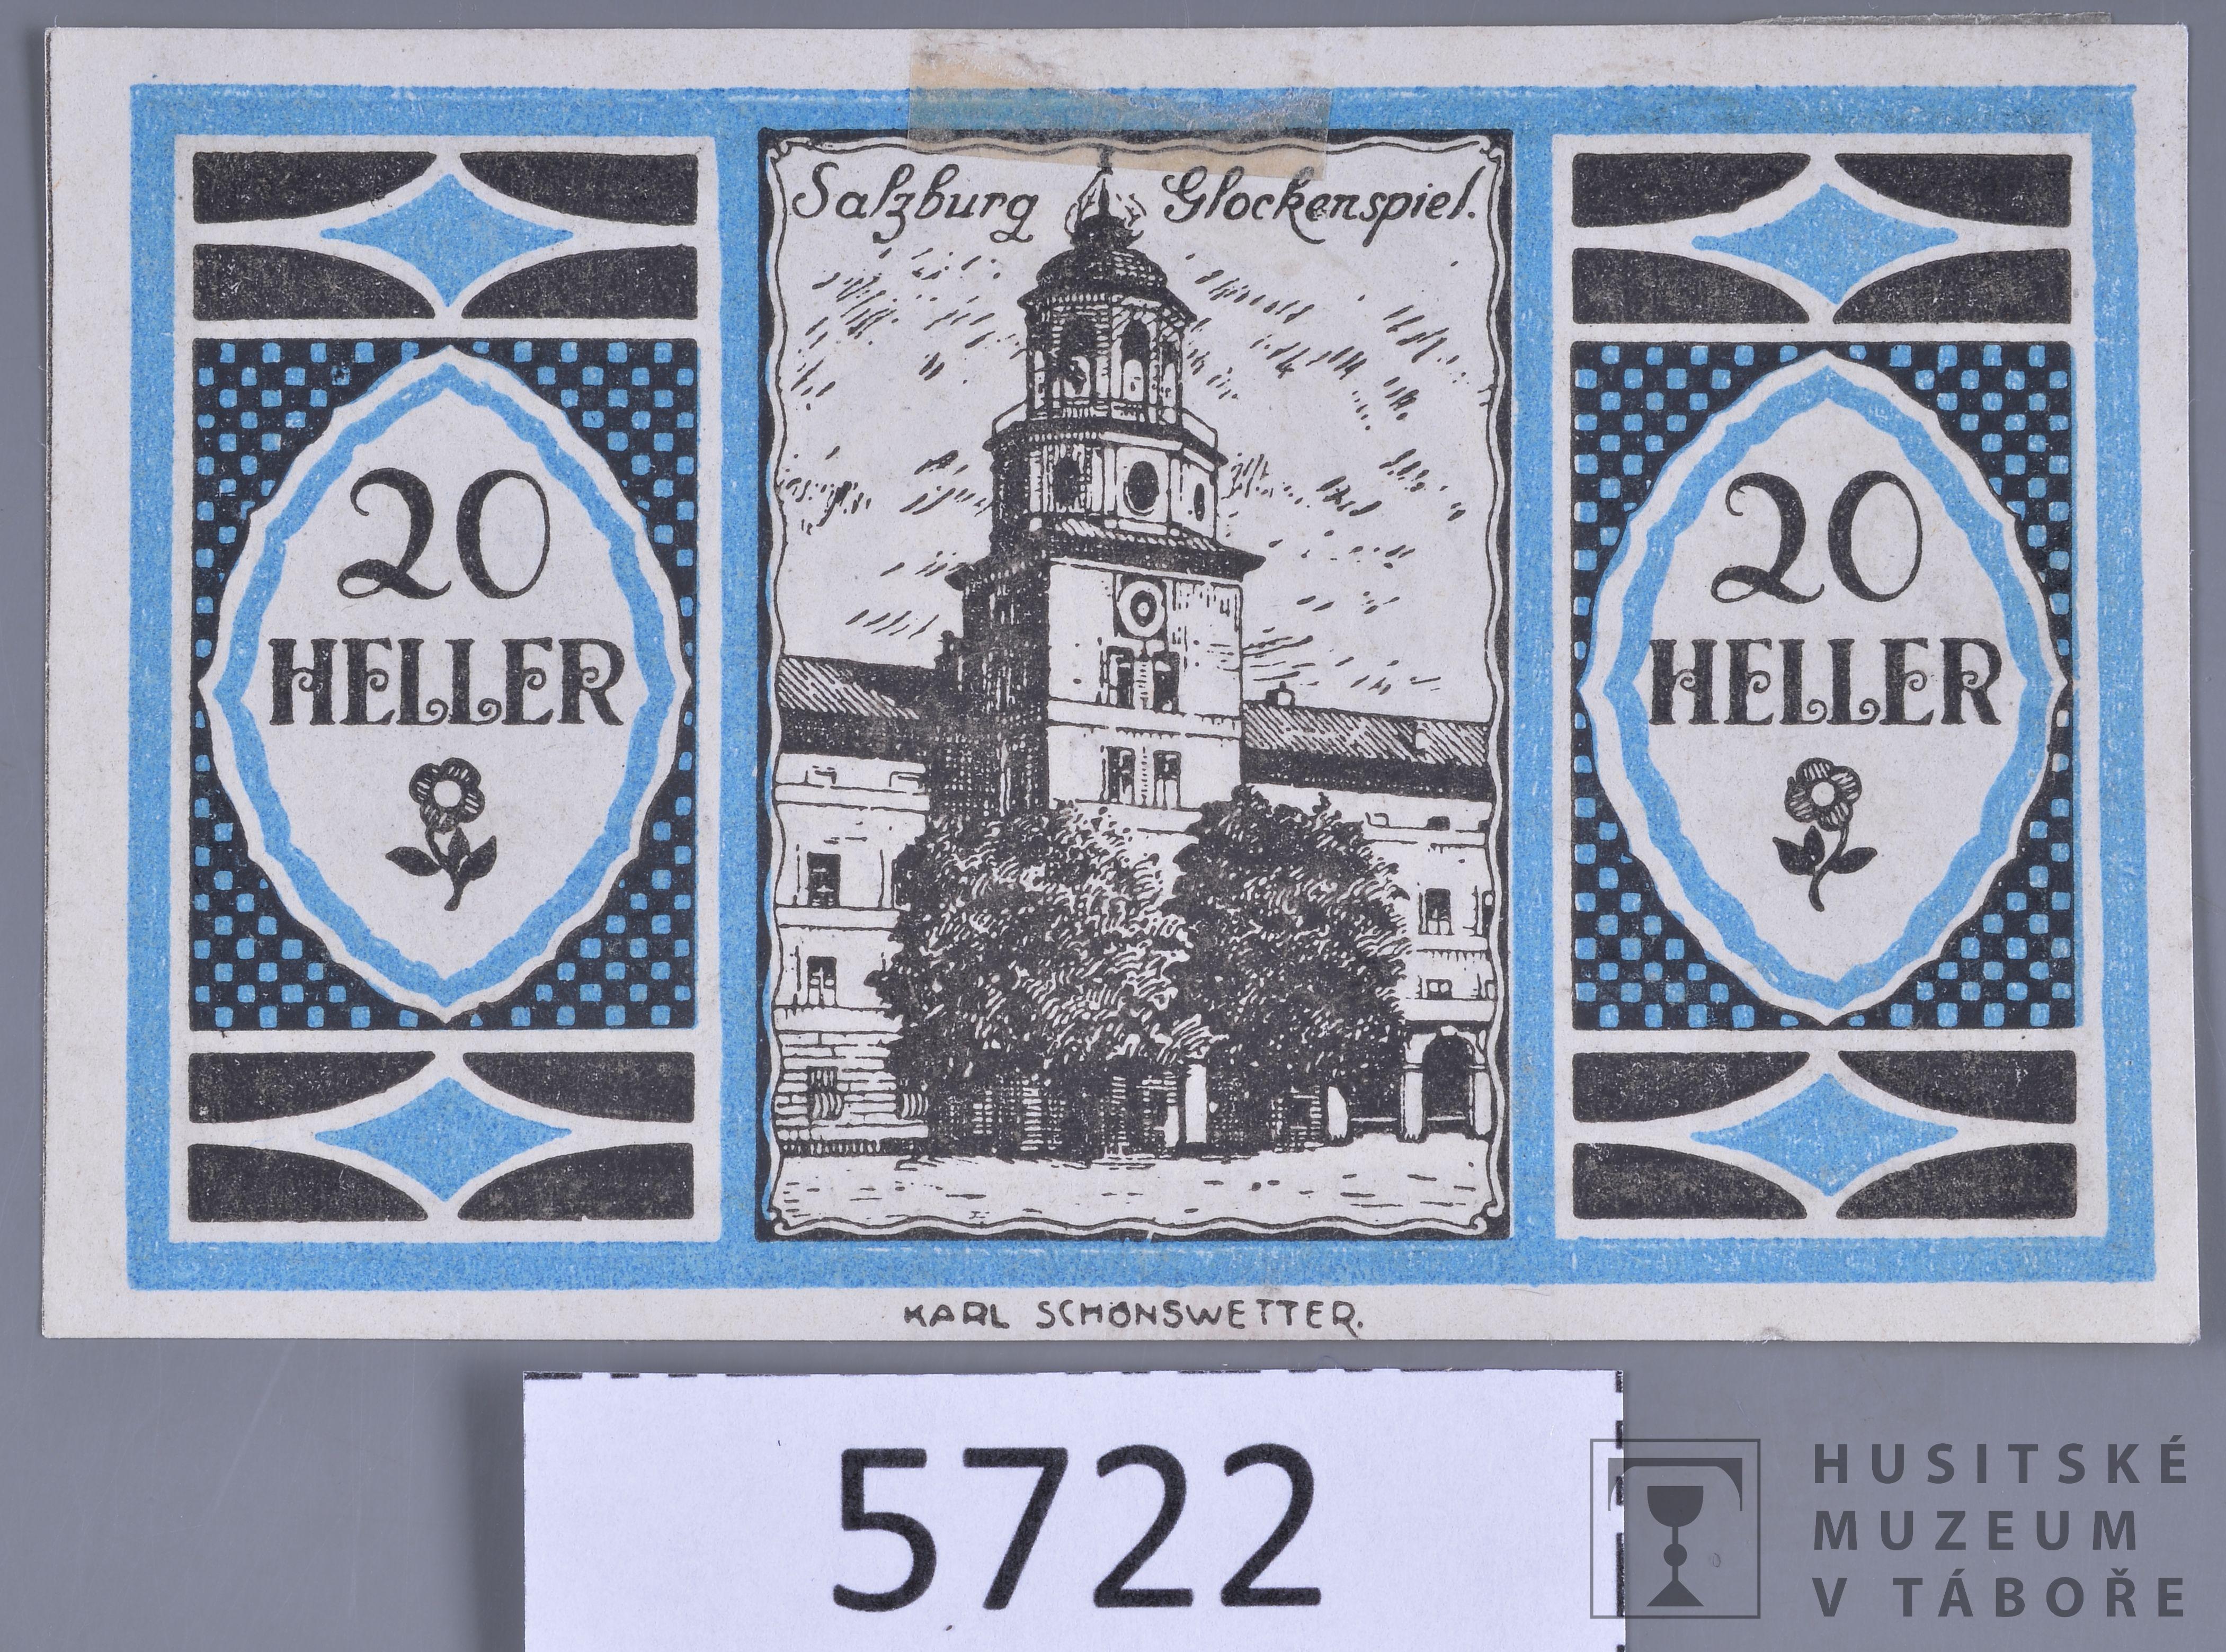 Salzburg Glockenspiel.
20
HELLER
20
HELLER
KARL SCHÖNSWETTER.
5722
HUSITSKÉ
MUZEUM
V TÁBOŘE